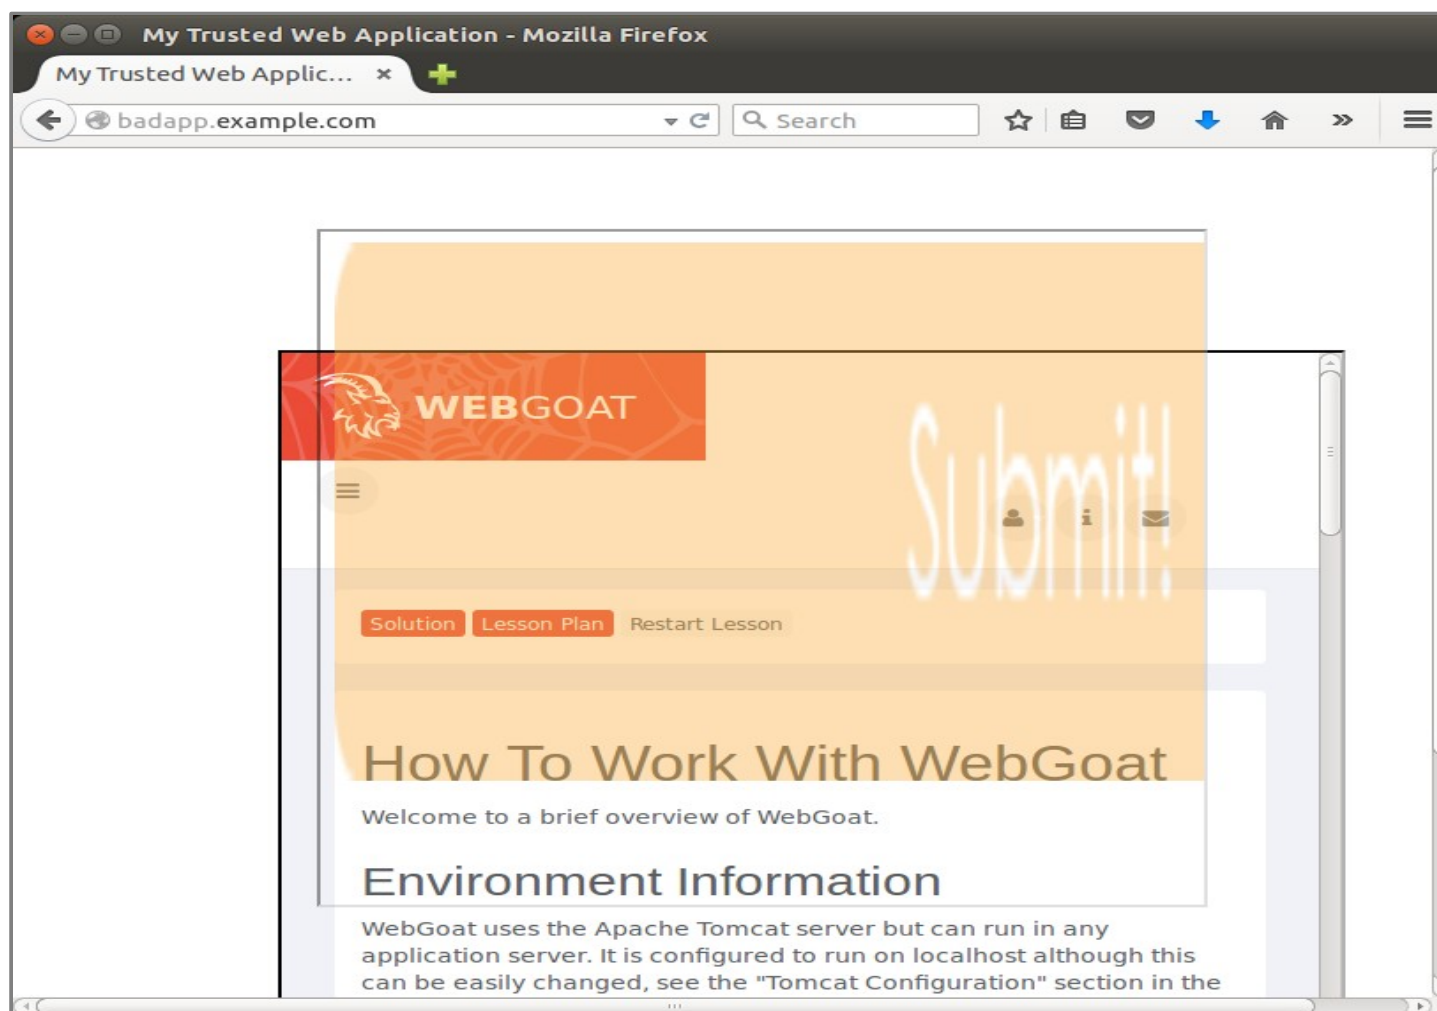 My Trusted Web Application - Mozilla Firefox
My Trusted Web Applic...
badapp.example.com
Search
WEBGOAT
Submit!
Solution Lesson Plan Restart Lesson
How To Work With WebGoat
Welcome to a brief overview of WebGoat.
Environment Information
WebGoat uses the Apache Tomcat server but can run in any
application server. It is configured to run on localhost although this
can be easily changed, see the "Tomcat Configuration" section in the